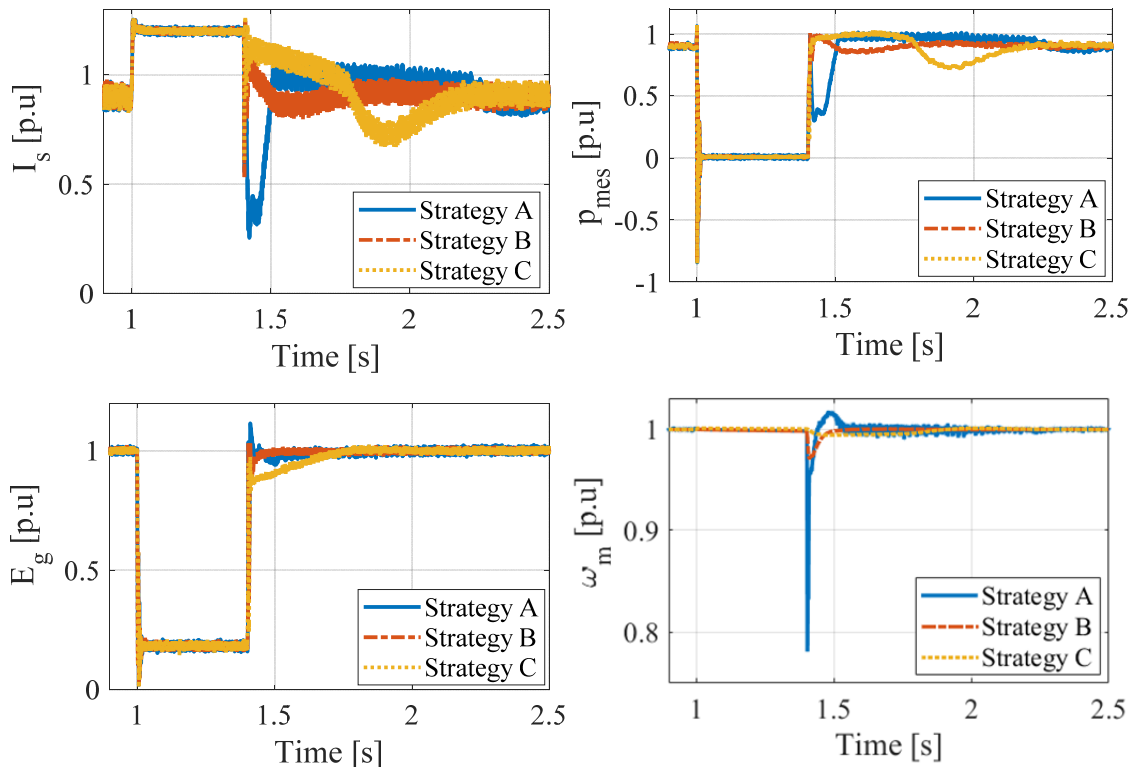 I_s [p.u]
1
0.5
0
1
1.5
2
2.5
Time [s]
Strategy A
Strategy B
Strategy C
p_mes [p.u]
1
0.5
0
-0.5
-1
1
1.5
2
2.5
Time [s]
Strategy A
Strategy B
Strategy C
E_g [p.u]
1
0.5
0
1
1.5
2
2.5
Time [s]
Strategy A
Strategy B
Strategy C
ω_m [p.u]
1
0.9
0.8
1
1.5
2
2.5
Time [s]
Strategy A
Strategy B
Strategy C